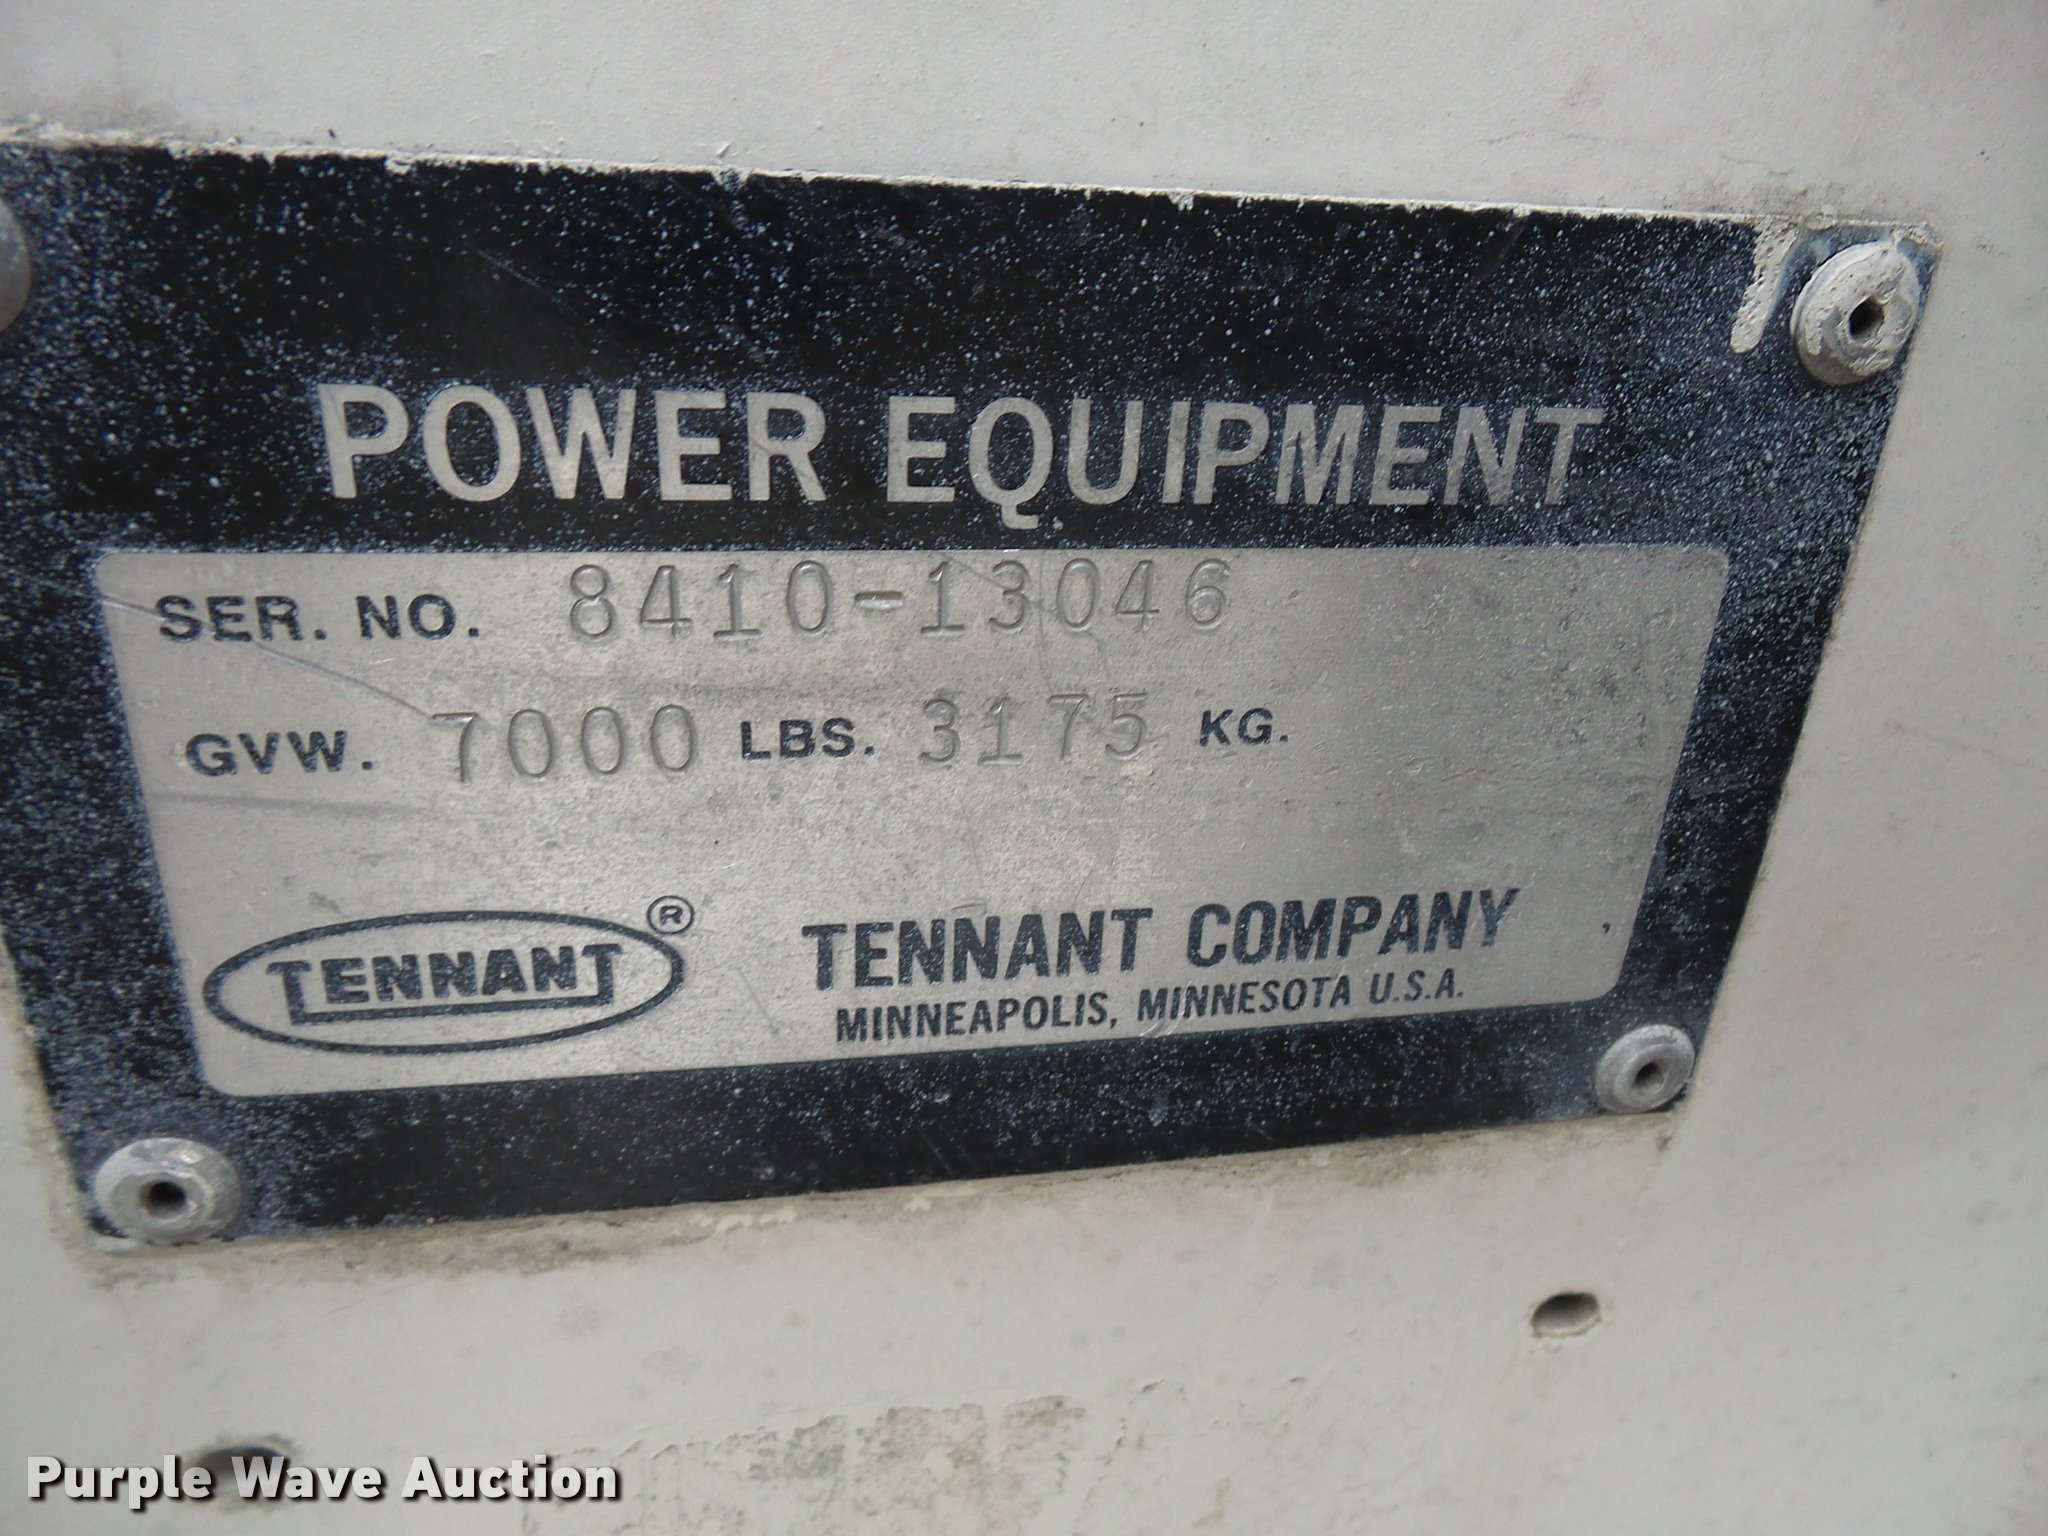 POWER EQUIPMENT
SER. NO. 8410-13046
GVW. 7000 LBS. 3175 KG.
TENNANT ®
TENNANT COMPANY
MINNEAPOLIS, MINNESOTA U.S.A.
Purple Wave Auction